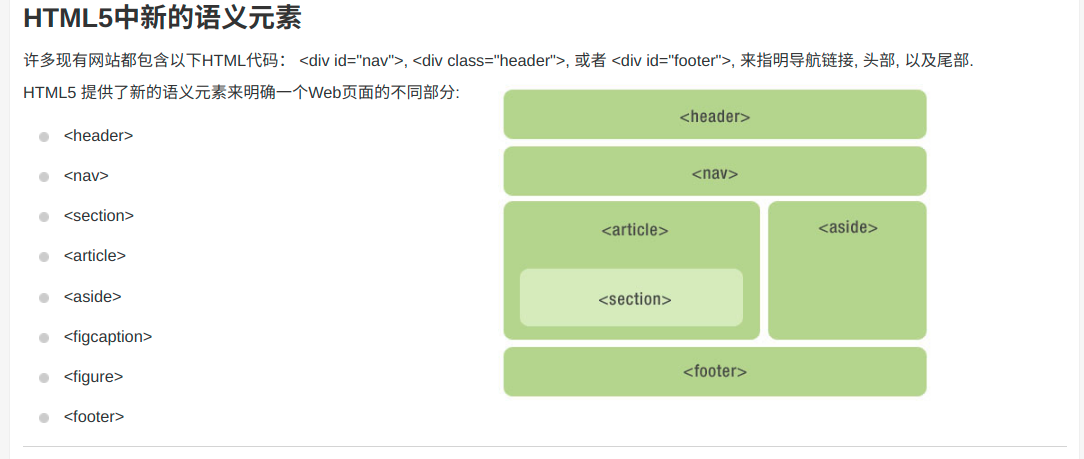 HTML5中新的语义元素
许多现有网站都包含以下HTML代码： <div id="nav">, <div class="header">, 或者 <div id="footer">, 来指明导航链接, 头部, 以及尾部.
HTML5 提供了新的语义元素来明确一个Web页面的不同部分:
<header>
<nav>
<section>
<article>
<aside>
<figcaption>
<figure>
<footer>
<header>
<nav>
<article>
<aside>
<section>
<footer>